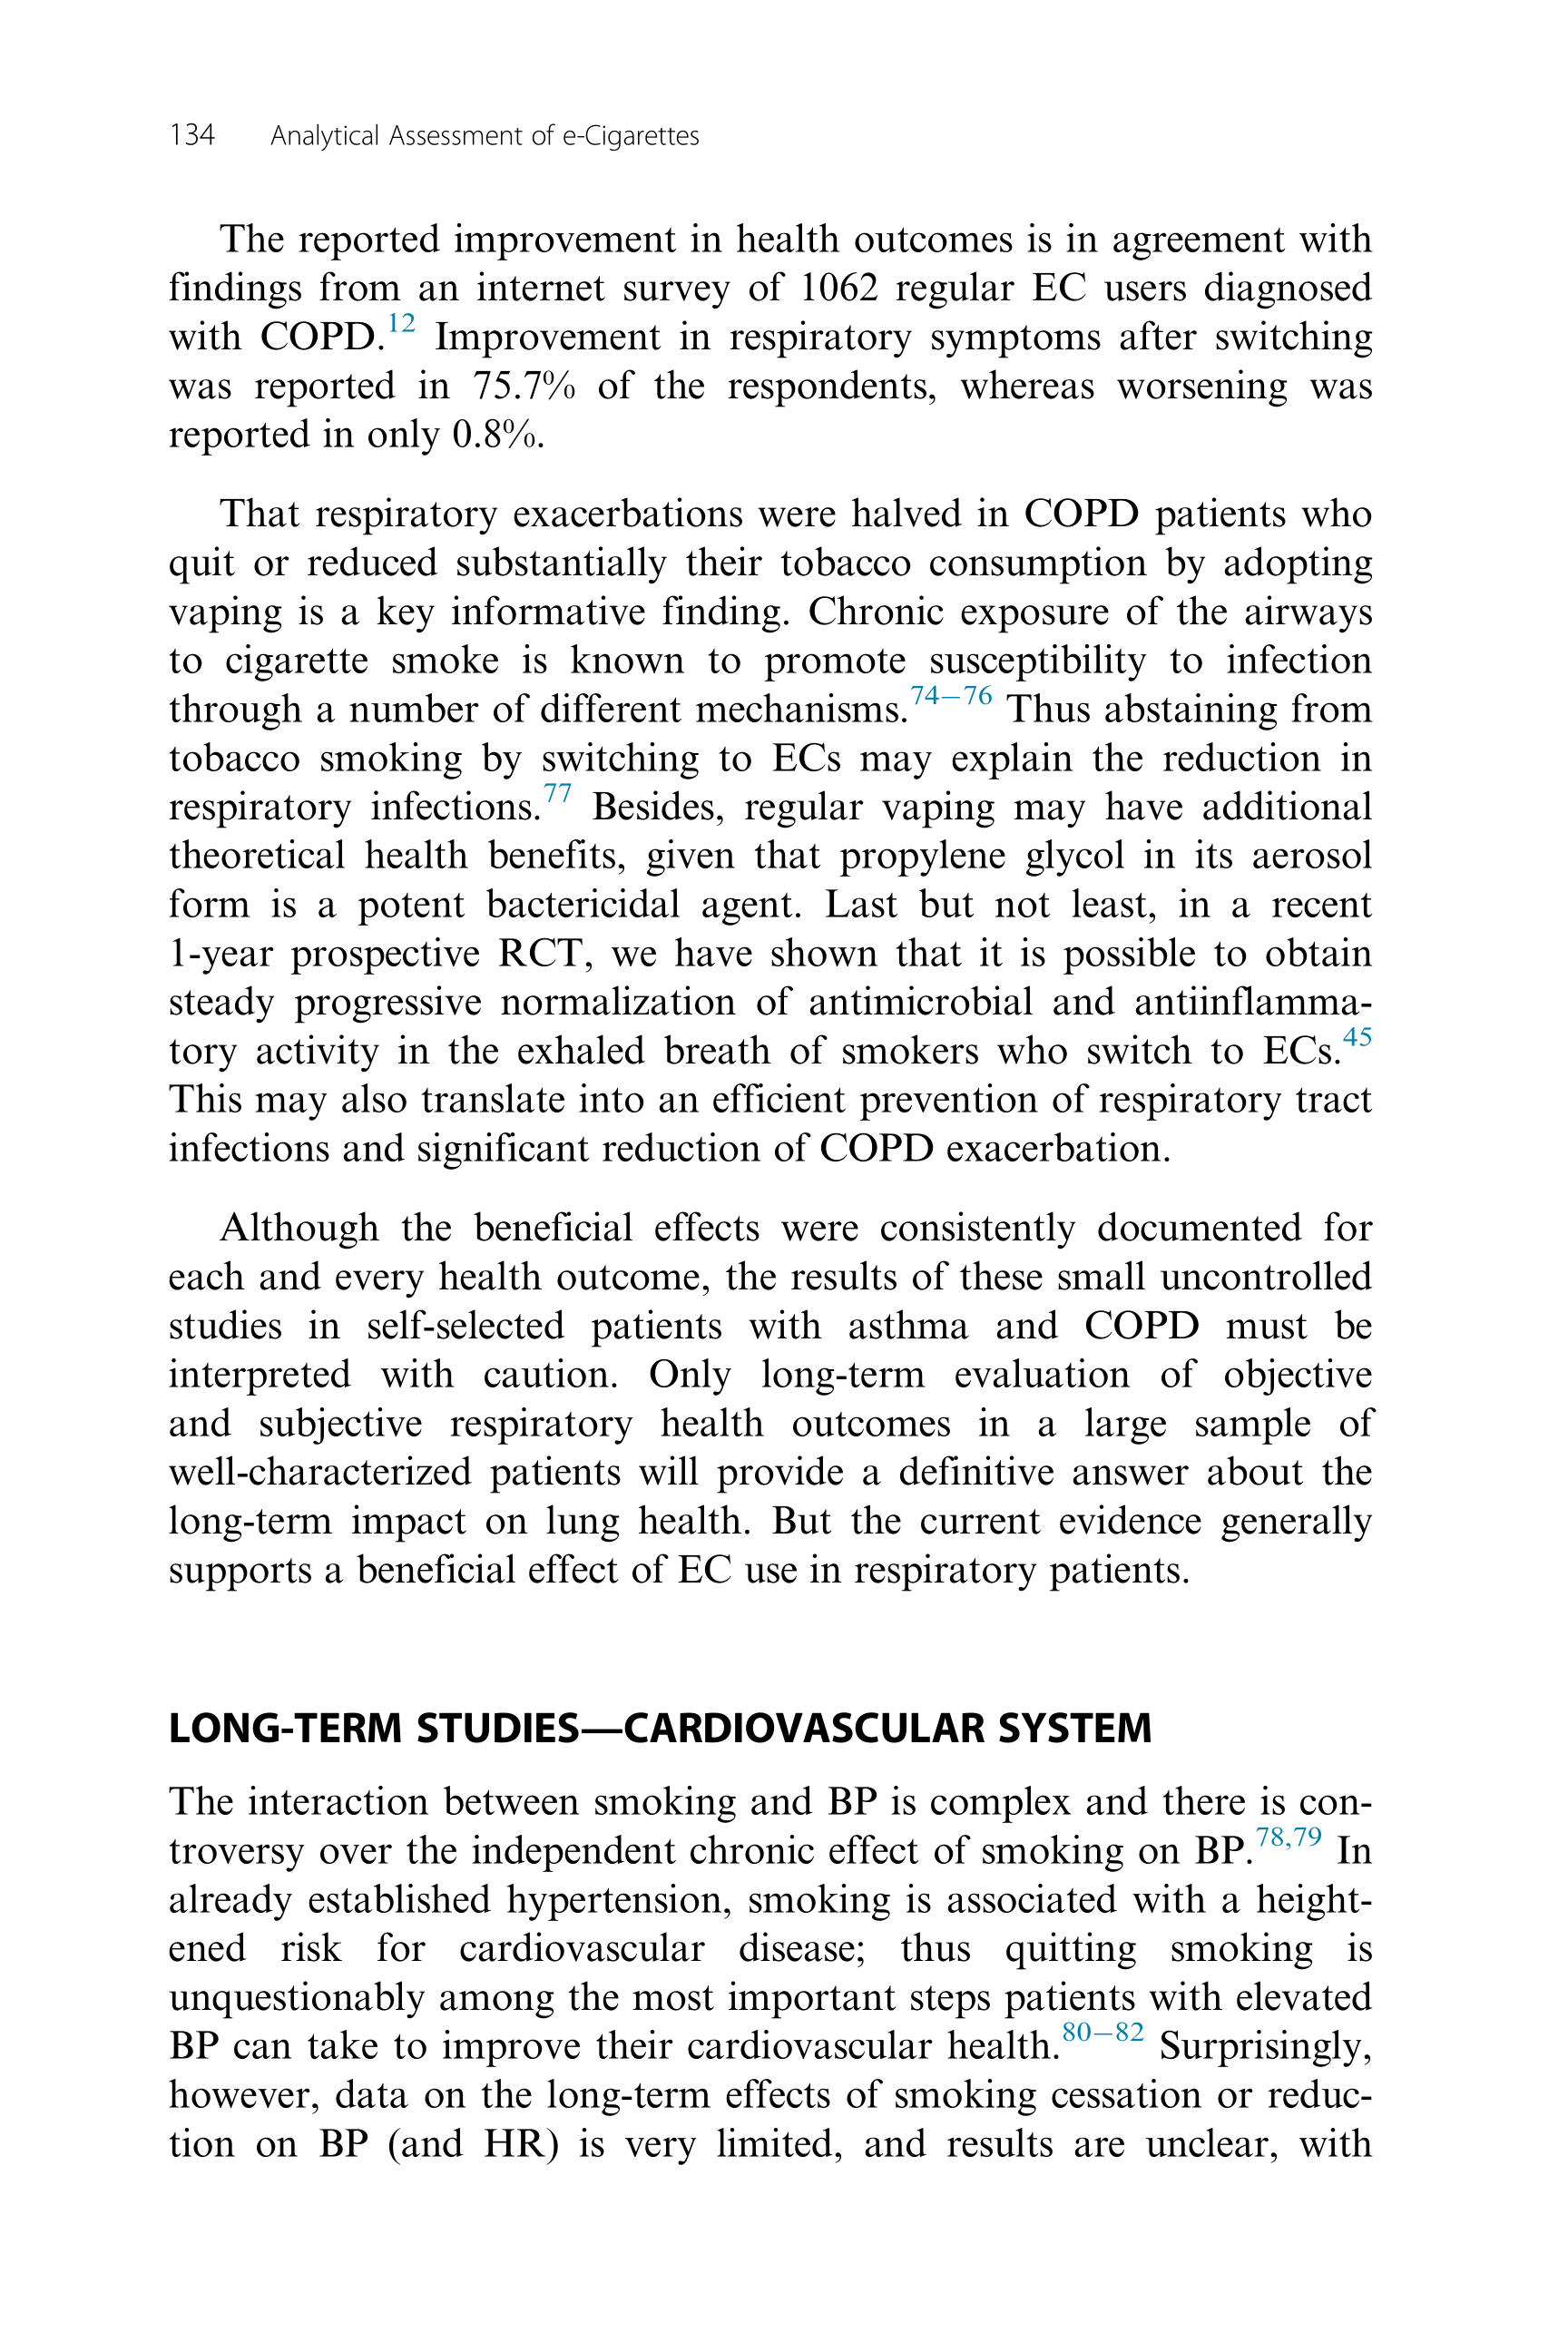 134 Analytical Assessment of e-Cigarettes
The reported improvement in health outcomes is in agreement with
findings from an internet survey of 1062 regular EC users diagnosed
with COPD.12 Improvement in respiratory symptoms after switching
was reported in 75.7% of the respondents, whereas worsening was
reported in only 0.8%.
That respiratory exacerbations were halved in COPD patients who
quit or reduced substantially their tobacco consumption by adopting
vaping is a key informative finding. Chronic exposure of the airways
to cigarette smoke is known to promote susceptibility to infection
through a number of different mechanisms.74–76 Thus abstaining from
tobacco smoking by switching to ECs may explain the reduction in
respiratory infections.77 Besides, regular vaping may have additional
theoretical health benefits, given that propylene glycol in its aerosol
form is a potent bactericidal agent. Last but not least, in a recent
1-year prospective RCT, we have shown that it is possible to obtain
steady progressive normalization of antimicrobial and antiinflamma-
tory activity in the exhaled breath of smokers who switch to ECs.45
This may also translate into an efficient prevention of respiratory tract
infections and significant reduction of COPD exacerbation.
Although the beneficial effects were consistently documented for
each and every health outcome, the results of these small uncontrolled
studies in self-selected patients with asthma and COPD must be
interpreted with caution. Only long-term evaluation of objective
and subjective respiratory health outcomes in a large sample of
well-characterized patients will provide a definitive answer about the
long-term impact on lung health. But the current evidence generally
supports a beneficial effect of EC use in respiratory patients.
LONG-TERM STUDIES—CARDIOVASCULAR SYSTEM
The interaction between smoking and BP is complex and there is con-
troversy over the independent chronic effect of smoking on BP.78,79 In
already established hypertension, smoking is associated with a height-
ened risk for cardiovascular disease; thus quitting smoking is
unquestionably among the most important steps patients with elevated
BP can take to improve their cardiovascular health.80–82 Surprisingly,
however, data on the long-term effects of smoking cessation or reduc-
tion on BP (and HR) is very limited, and results are unclear, with